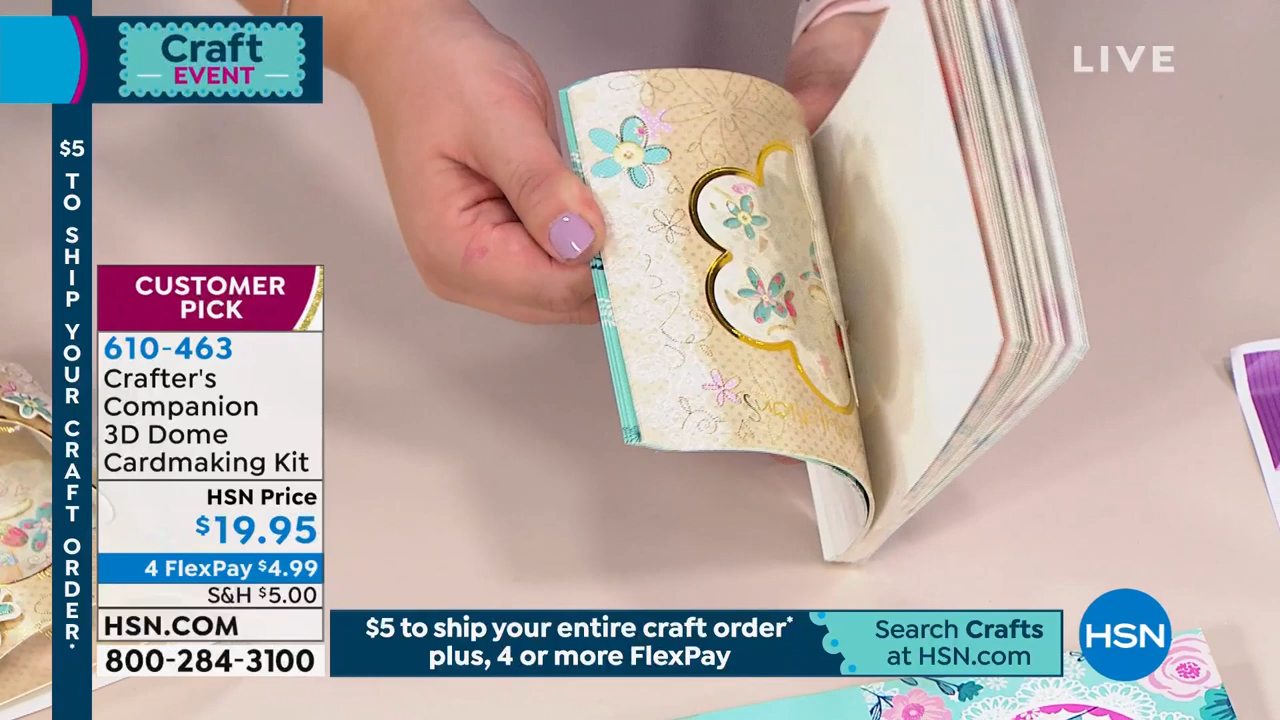 Craft
EVENT
LIVE
$5 TO SHIP YOUR CRAFT ORDER*
CUSTOMER
PICK
610-463
Crafter's
Companion
3D Dome
Cardmaking Kit
HSN Price
$19.95
4 FlexPay $4.99
S&H $5.00
HSN.COM
800-284-3100
$5 to ship your entire craft order*
plus, 4 or more FlexPay
Search Crafts
at HSN.com
HSN